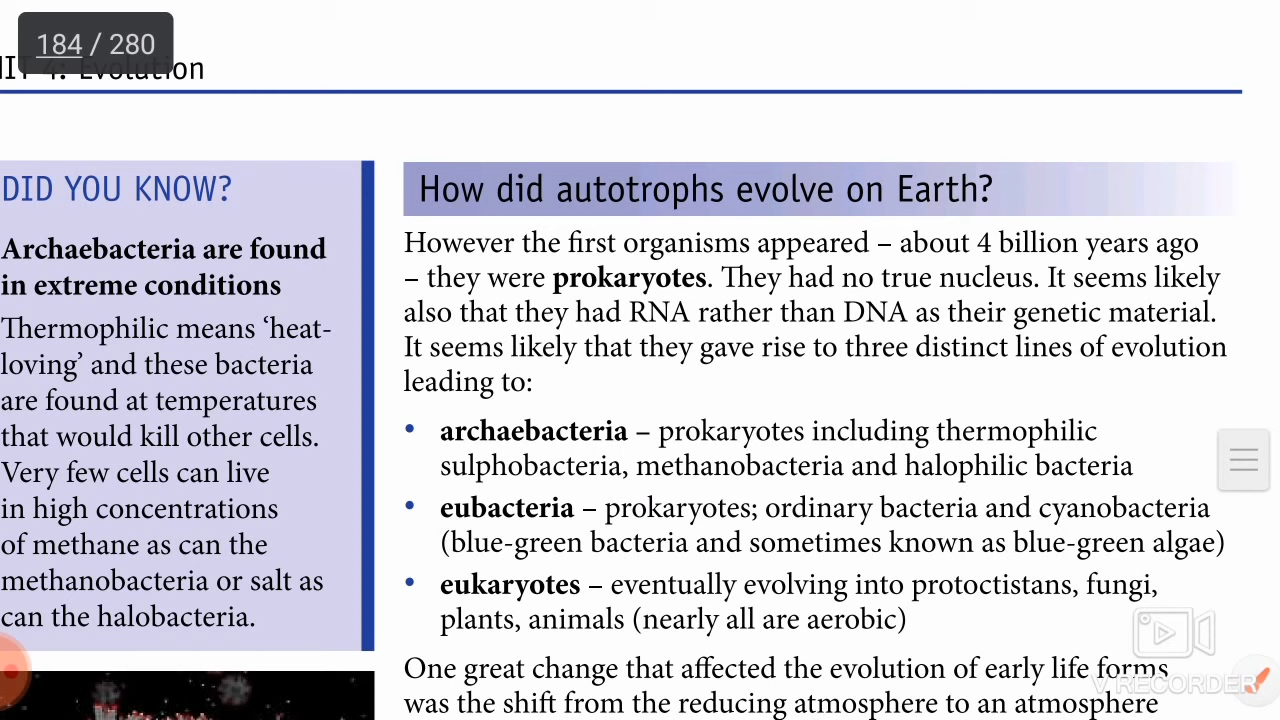 184 / 280
4: Evolution
DID YOU KNOW?
Archaebacteria are found
in extreme conditions
Thermophilic means ‘heat-
loving’ and these bacteria
are found at temperatures
that would kill other cells.
Very few cells can live
in high concentrations
of methane as can the
methanobacteria or salt as
can the halobacteria.
How did autotrophs evolve on Earth?
However the first organisms appeared – about 4 billion years ago
– they were prokaryotes. They had no true nucleus. It seems likely
also that they had RNA rather than DNA as their genetic material.
It seems likely that they gave rise to three distinct lines of evolution
leading to:
• archaebacteria – prokaryotes including thermophilic
sulphobacteria, methanobacteria and halophilic bacteria
• eubacteria – prokaryotes; ordinary bacteria and cyanobacteria
(blue-green bacteria and sometimes known as blue-green algae)
• eukaryotes – eventually evolving into protoctistans, fungi,
plants, animals (nearly all are aerobic)
One great change that affected the evolution of early life forms
was the shift from the reducing atmosphere to an atmosphere
V RECORDER